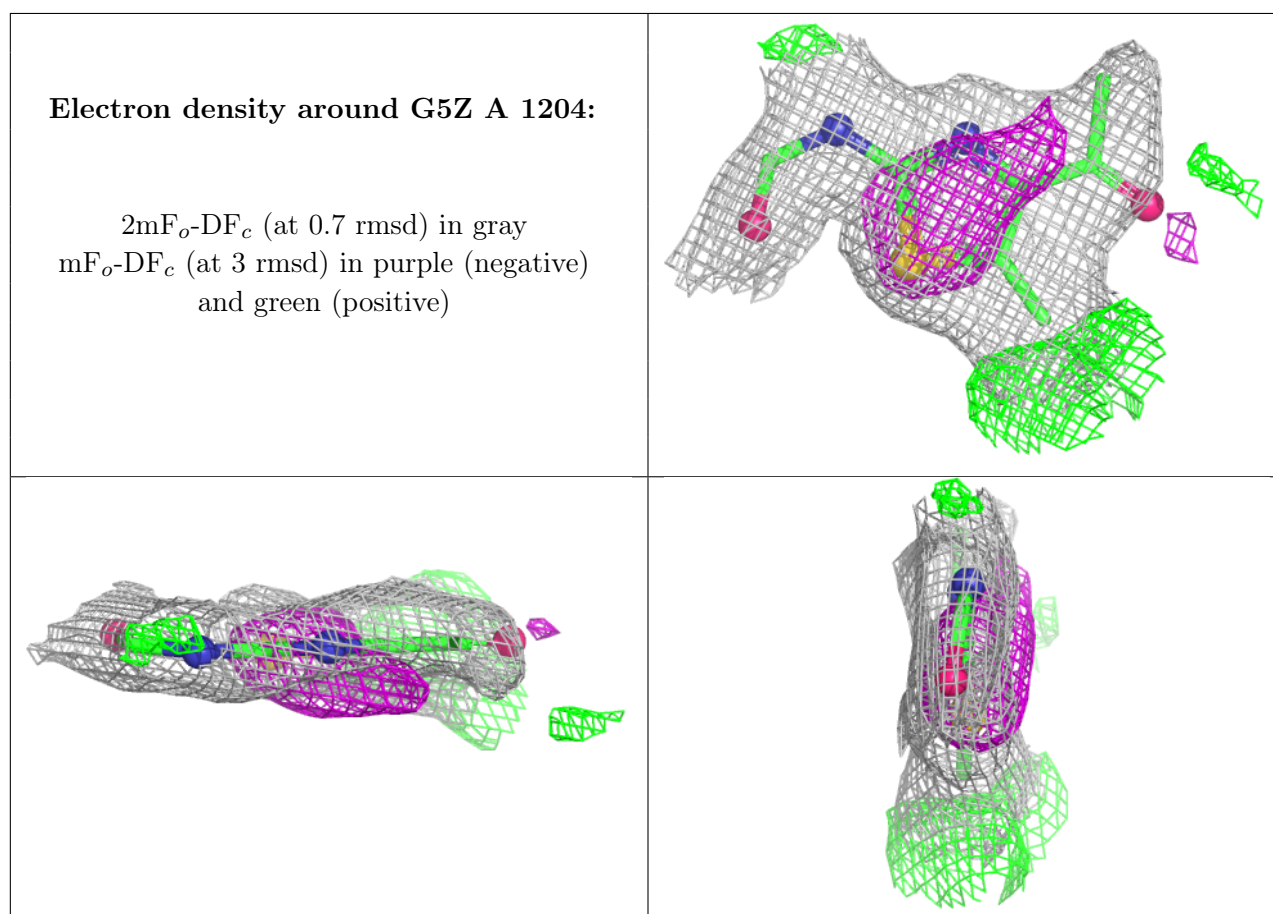 Electron density around G5Z A 1204:
2mFo-DFc (at 0.7 rmsd) in gray
mFo-DFc (at 3 rmsd) in purple (negative)
and green (positive)